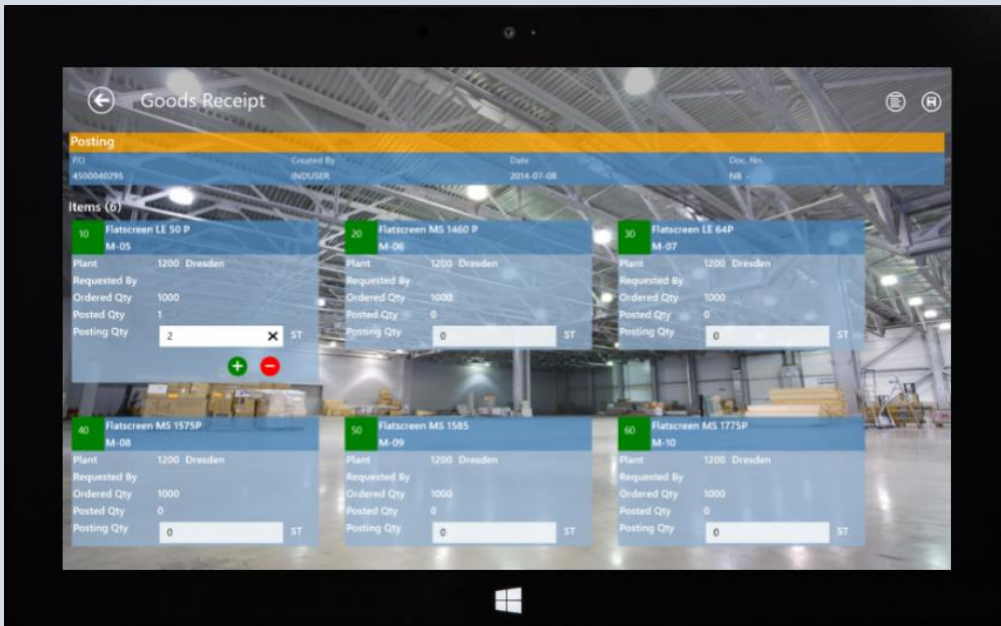 Goods Receipt
Posting
P.O Created By Date Doc. No.
4500040295 INDUSER 2014-07-08 NB -
Items (6)
10 Flatscreen LE 50 P
M-05
Plant 1200 Dresden
Requested By
Ordered Qty 1000
Posted Qty 1
Posting Qty 2 ST
20 Flatscreen MS 1460 P
M-06
Plant 1200 Dresden
Requested By
Ordered Qty 1000
Posted Qty 0
Posting Qty 0 ST
30 Flatscreen LE 64P
M-07
Plant 1200 Dresden
Requested By
Ordered Qty 1000
Posted Qty 0
Posting Qty 0 ST
40 Flatscreen MS 1575P
M-08
Plant 1200 Dresden
Requested By
Ordered Qty 1000
Posted Qty 0
Posting Qty 0 ST
50 Flatscreen MS 1585
M-09
Plant 1200 Dresden
Requested By
Ordered Qty 1000
Posted Qty 0
Posting Qty 0 ST
60 Flatscreen MS 1775P
M-10
Plant 1200 Dresden
Requested By
Ordered Qty 1000
Posted Qty 0
Posting Qty 0 ST